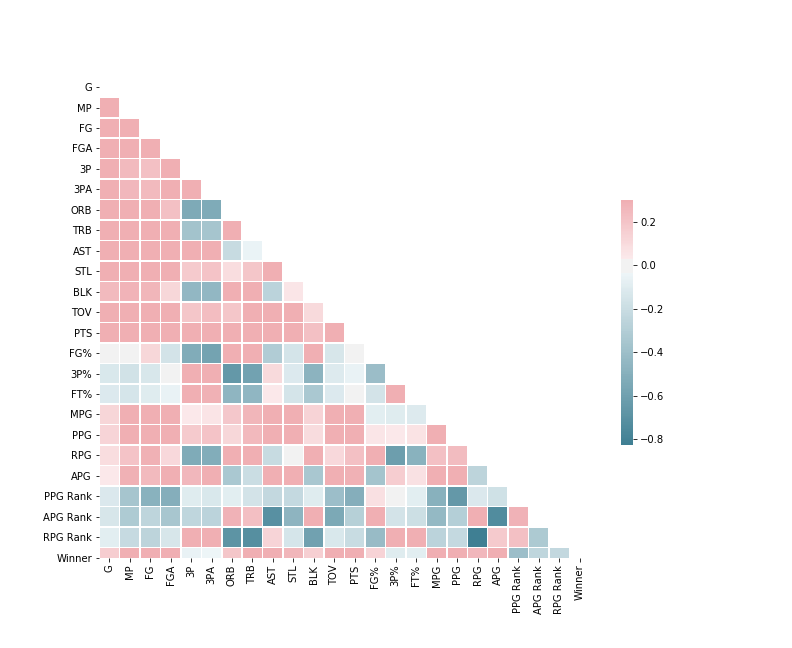 G
MP
FG
FGA
3P
3PA
ORB
TRB
AST
STL
BLK
TOV
PTS
FG%
3P%
FT%
MPG
PPG
RPG
APG
PPG Rank
APG Rank
RPG Rank
Winner
G
MP
FG
FGA
3P
3PA
ORB
TRB
AST
STL
BLK
TOV
PTS
FG%
3P%
FT%
MPG
PPG
RPG
APG
PPG Rank
APG Rank
RPG Rank
Winner
0.2
0.0
−0.2
−0.4
−0.6
−0.8